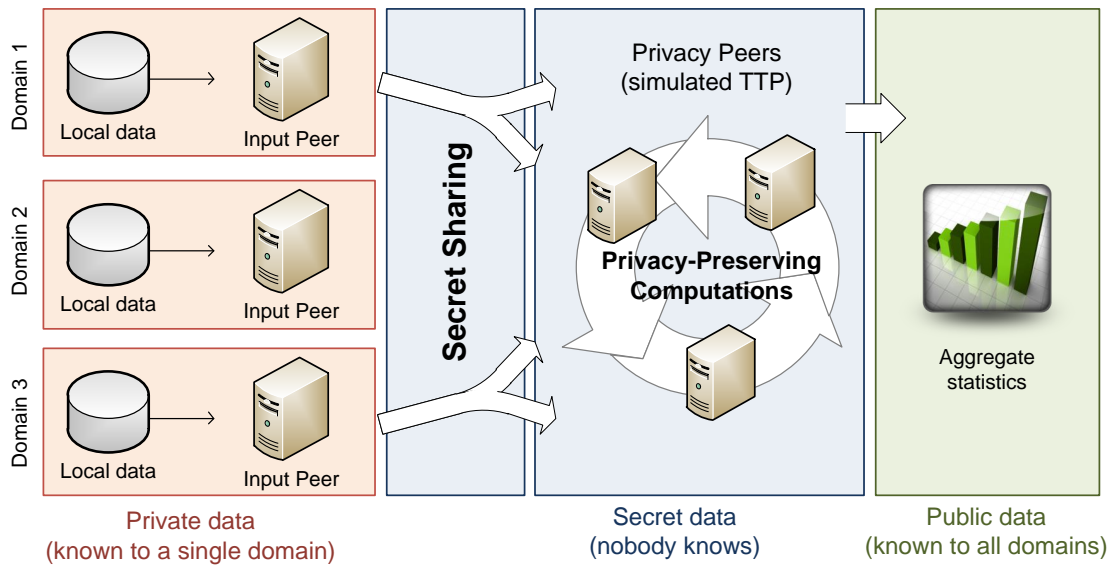 Domain 1
Local data
Input Peer
Domain 2
Local data
Input Peer
Domain 3
Local data
Input Peer
Secret Sharing
Privacy Peers
(simulated TTP)
Privacy-Preserving
Computations
Aggregate
statistics
Private data
(known to a single domain)
Secret data
(nobody knows)
Public data
(known to all domains)